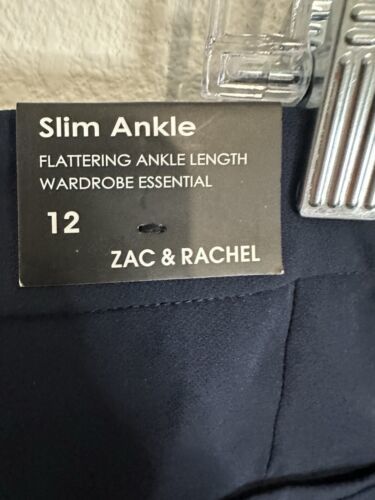 Slim Ankle
FLATTERING ANKLE LENGTH
WARDROBE ESSENTIAL
12
ZAC & RACHEL